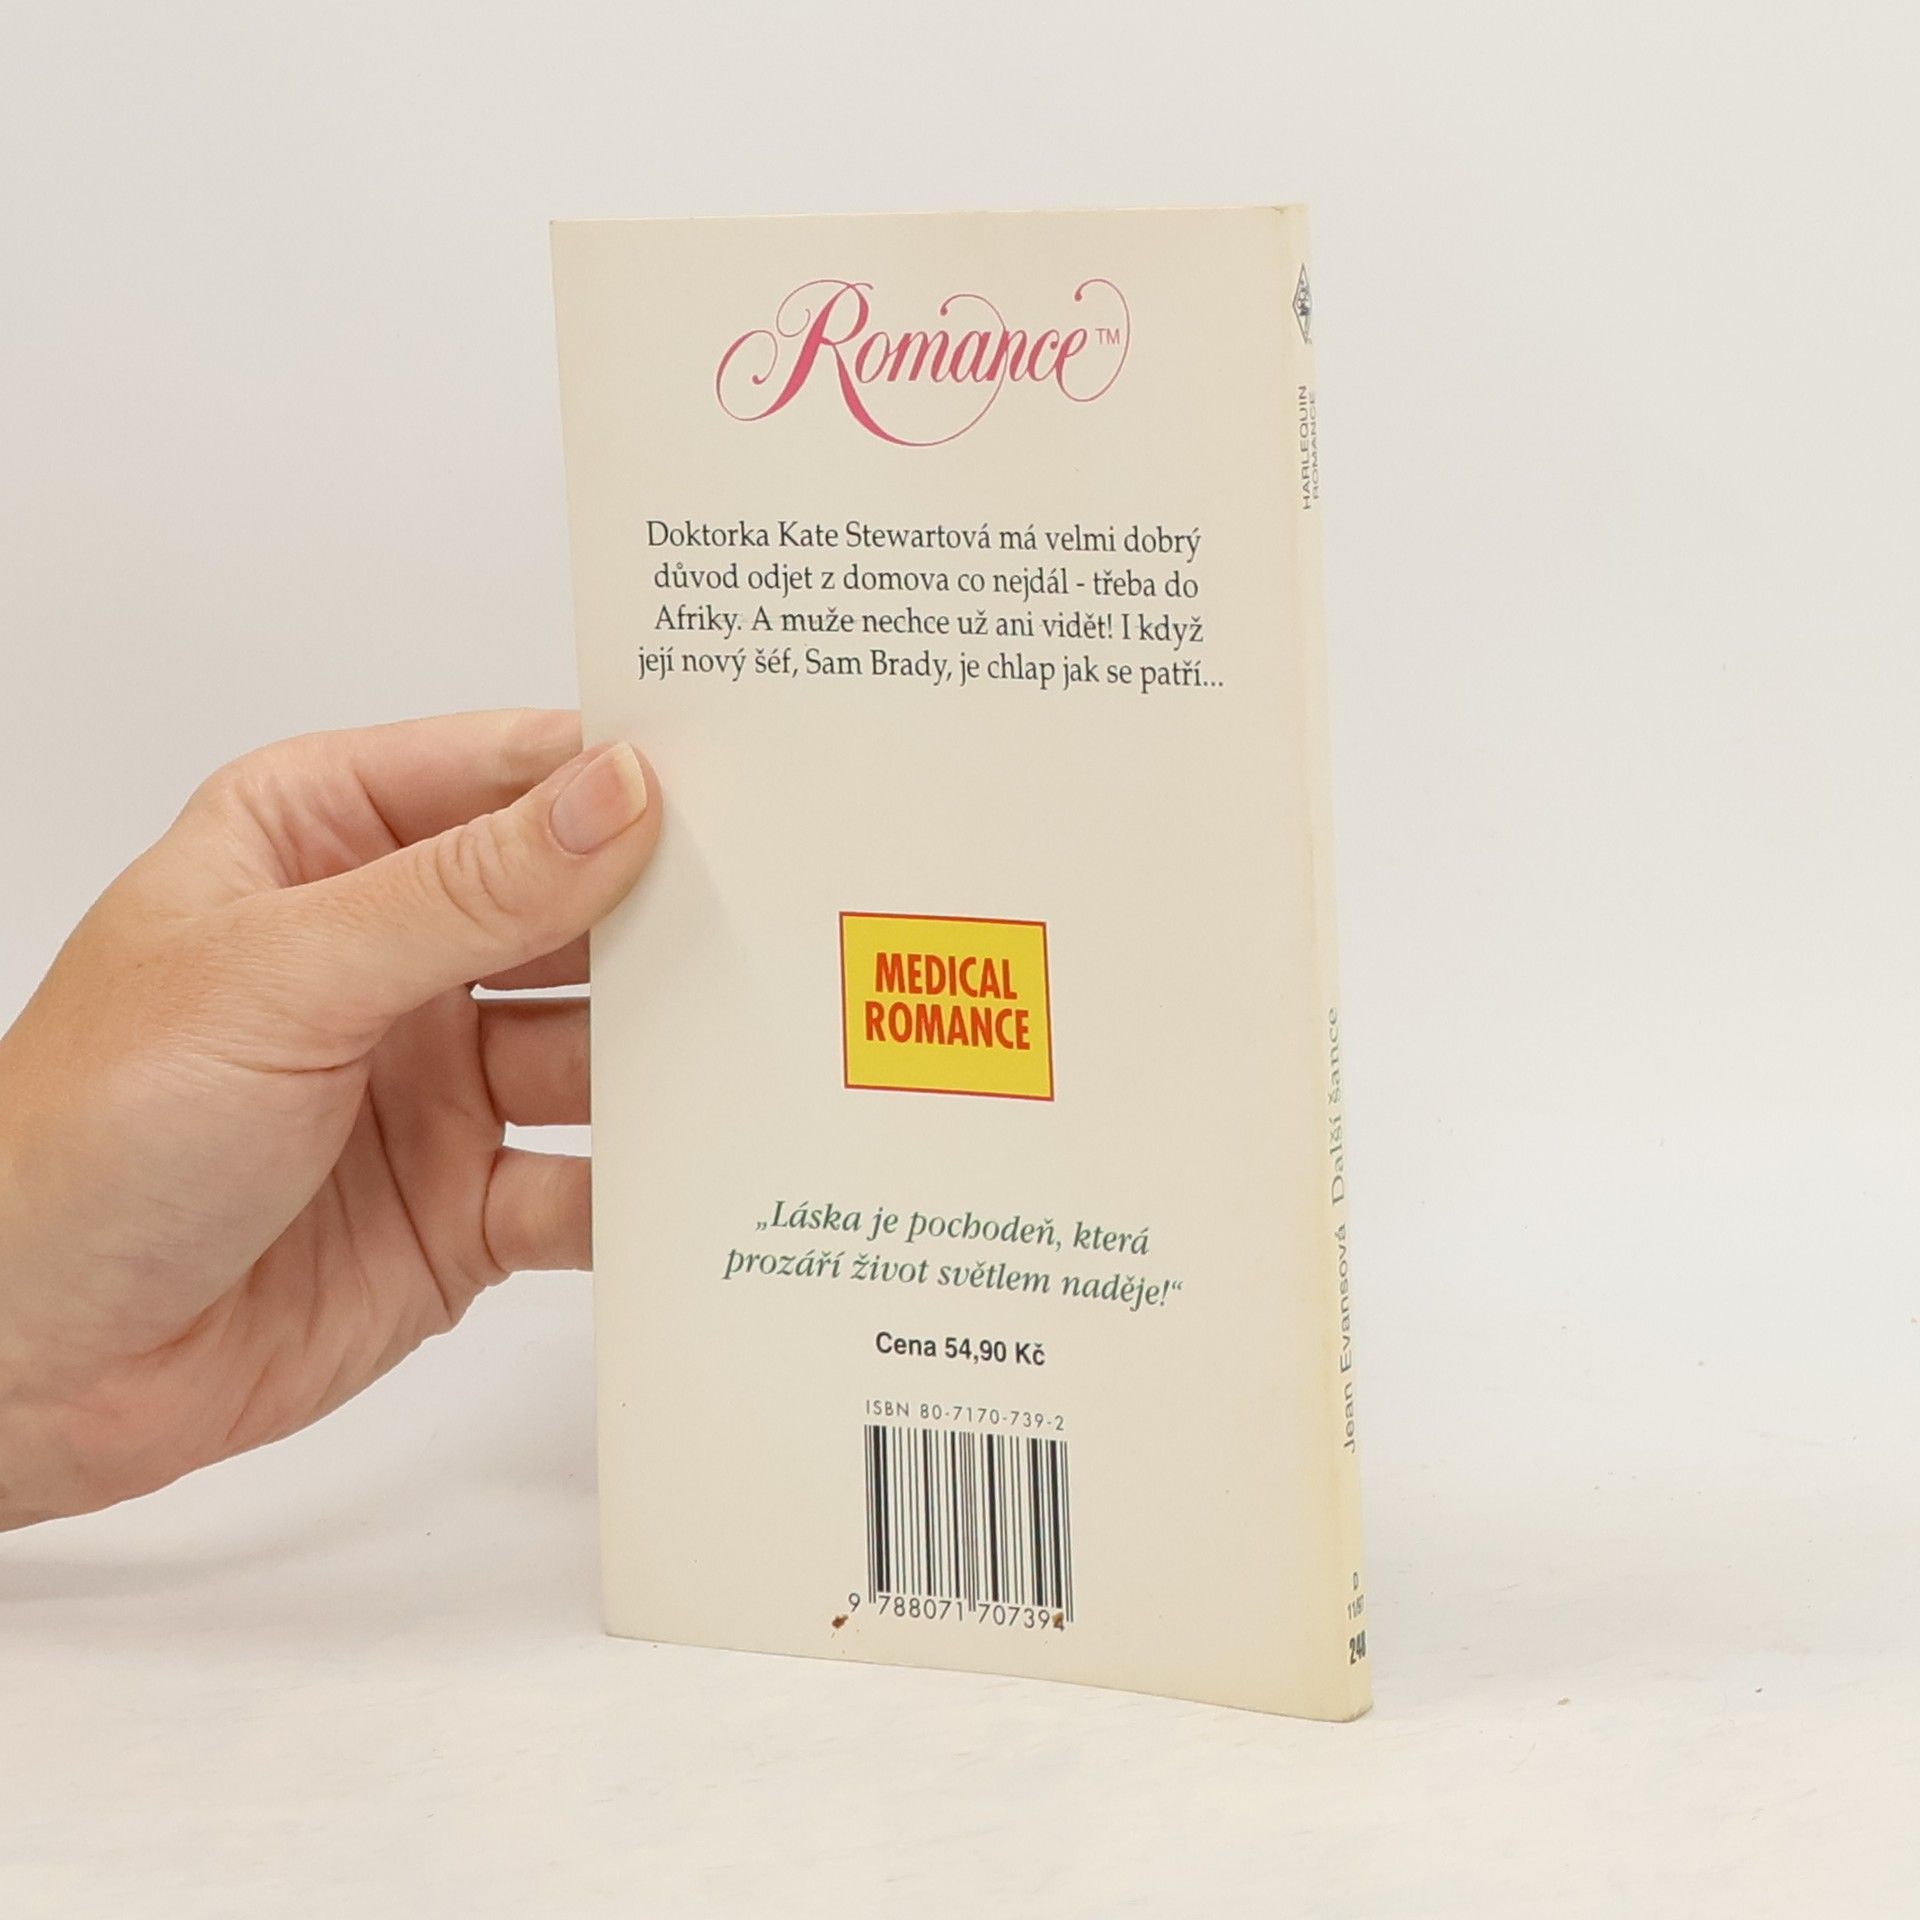 Romance™
Doktorka Kate Stewartová má velmi dobrý
důvod odjet z domova co nejdál - třeba do
Afriky. A muže nechce už ani vidět! I když
její nový šéf, Sam Brady, je chlap jak se patří...
MEDICAL
ROMANCE
„Láska je pochodeň, která
prozáří život světlem naděje!“
Cena 54,90 Kč
ISBN 80-7170-739-2
9 788071 707394
HARLEQUIN
ROMANCE
Jean Evansová Další šance
D
11/97
248